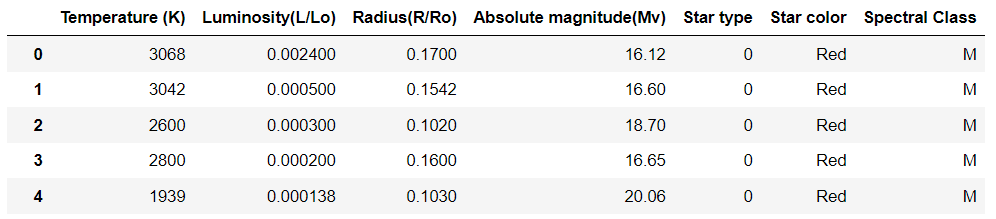 Temperature (K) Luminosity(L/Lo) Radius(R/Ro) Absolute magnitude(Mv) Star type Star color Spectral Class
0 3068 0.002400 0.1700 16.12 0 Red M
1 3042 0.000500 0.1542 16.60 0 Red M
2 2600 0.000300 0.1020 18.70 0 Red M
3 2800 0.000200 0.1600 16.65 0 Red M
4 1939 0.000138 0.1030 20.06 0 Red M